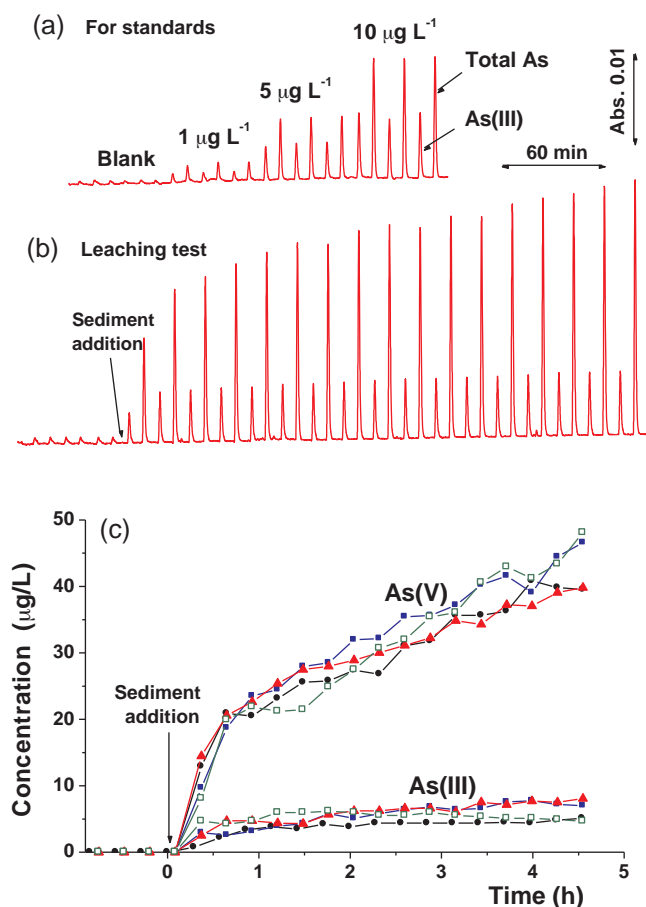 (a) For standards
10 µg L⁻¹
5 µg L⁻¹
1 µg L⁻¹
Blank
Total As
As(III)
Abs. 0.01
60 min
(b) Leaching test
Sediment
addition
(c)
50
40
30
20
10
0
Concentration (µg/L)
As(V)
Sediment
addition
As(III)
0 1 2 3 4 5
Time (h)